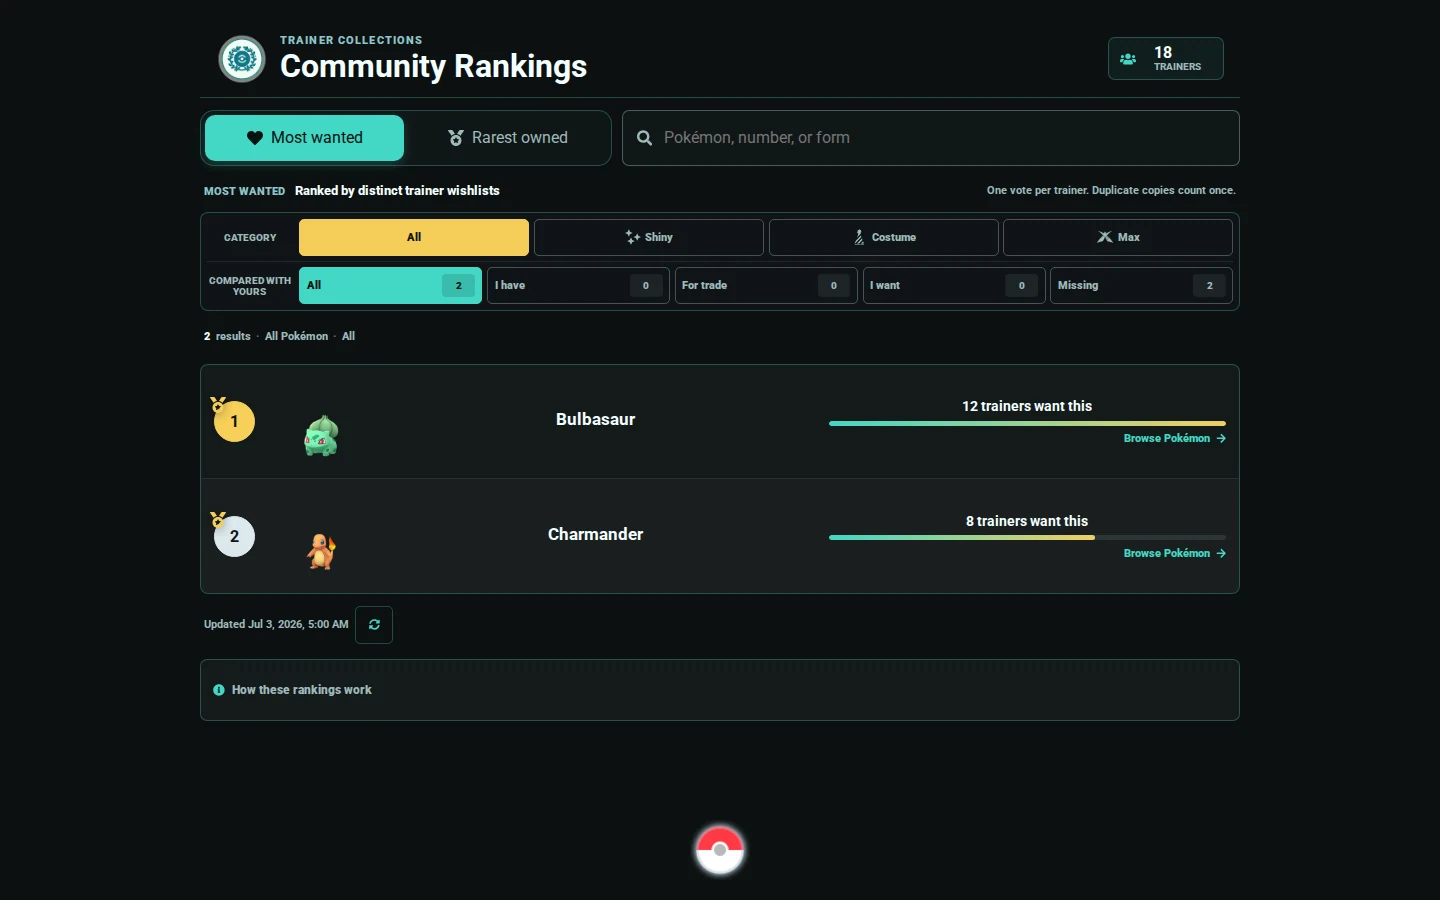 TRAINER COLLECTIONS
Community Rankings
18
TRAINERS
Most wanted
Rarest owned
Pokémon, number, or form
MOST WANTED Ranked by distinct trainer wishlists
One vote per trainer. Duplicate copies count once.
CATEGORY
All
Shiny
Costume
Max
COMPARED WITH
YOURS
All 2
I have 0
For trade 0
I want 0
Missing 2
2 results · All Pokémon · All
1
Bulbasaur
12 trainers want this
Browse Pokémon →
2
Charmander
8 trainers want this
Browse Pokémon →
Updated Jul 3, 2026, 5:00 AM
How these rankings work